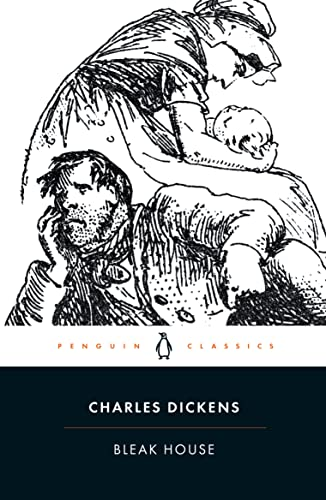 PENGUIN CLASSICS
CHARLES DICKENS
BLEAK HOUSE